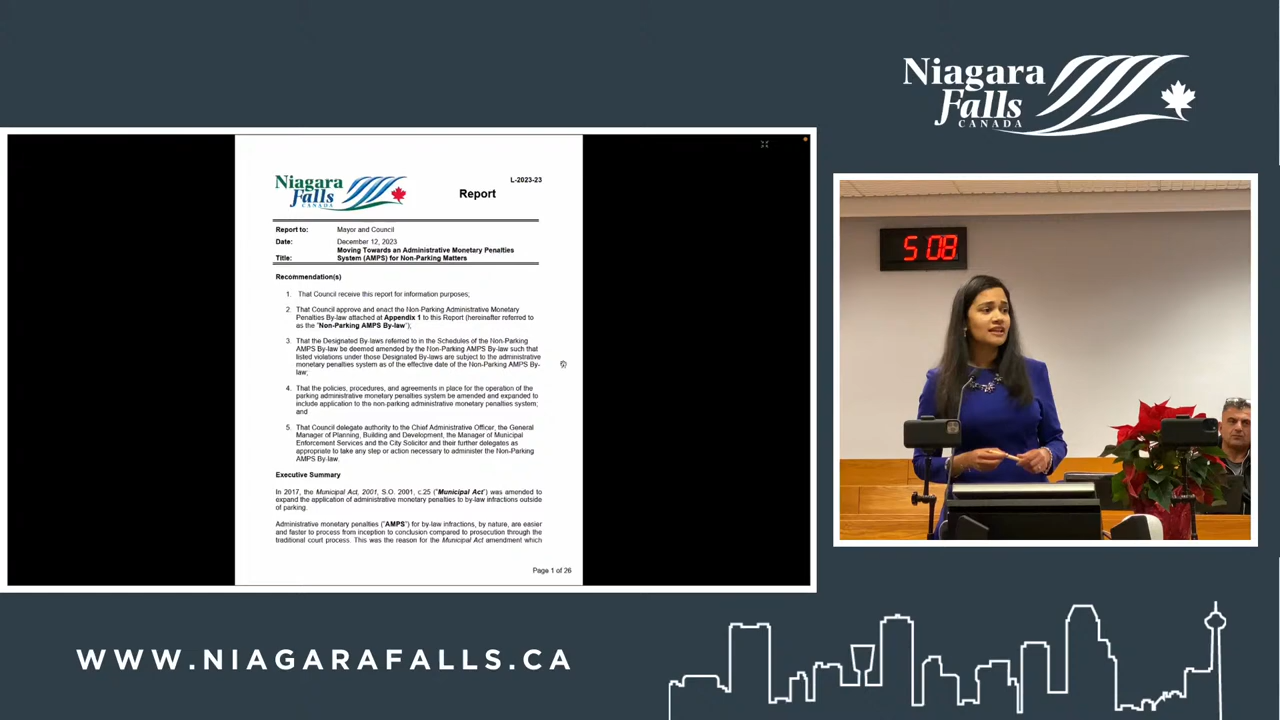 Niagara
Falls
CANADA
Niagara
Falls
CANADA
L-2023-23
Report
Report to: Mayor and Council
Date: December 12, 2023
Title: Moving Towards an Administrative Monetary Penalties
System (AMPS) for Non-Parking Matters
Recommendation(s)
1. That Council receive this report for information purposes;
2. That Council approve and enact the Non-Parking Administrative Monetary
Penalties By-law attached at Appendix 1 to this Report (hereinafter referred to
as the "Non-Parking AMPS By-law");
3. That the Designated By-laws referred to in the Schedules of the Non-Parking
AMPS By-law be deemed amended by the Non-Parking AMPS By-law such that
listed violations under those Designated By-laws are subject to the administrative
monetary penalties system as of the effective date of the Non-Parking AMPS By-
law;
4. That the policies, procedures, and agreements in place for the operation of the
parking administrative monetary penalties system be amended and expanded to
include application to the non-parking administrative monetary penalties system;
and
5. That Council delegate authority to the Chief Administrative Officer, the General
Manager of Planning, Building and Development, the Manager of Municipal
Enforcement Services and the City Solicitor and their further delegates as
appropriate to take any step or action necessary to administer the Non-Parking
AMPS By-law.
Executive Summary
In 2017, the Municipal Act, 2001, S.O. 2001, c.25 ("Municipal Act") was amended to
expand the application of administrative monetary penalties to by-law infractions outside
of parking.
Administrative monetary penalties ("AMPS") for by-law infractions, by nature, are easier
and faster to process from inception to conclusion compared to prosecution through the
traditional court process. This was the reason for the Municipal Act amendment which
Page 1 of 26
5 08
WWW.NIAGARAFALLS.CA